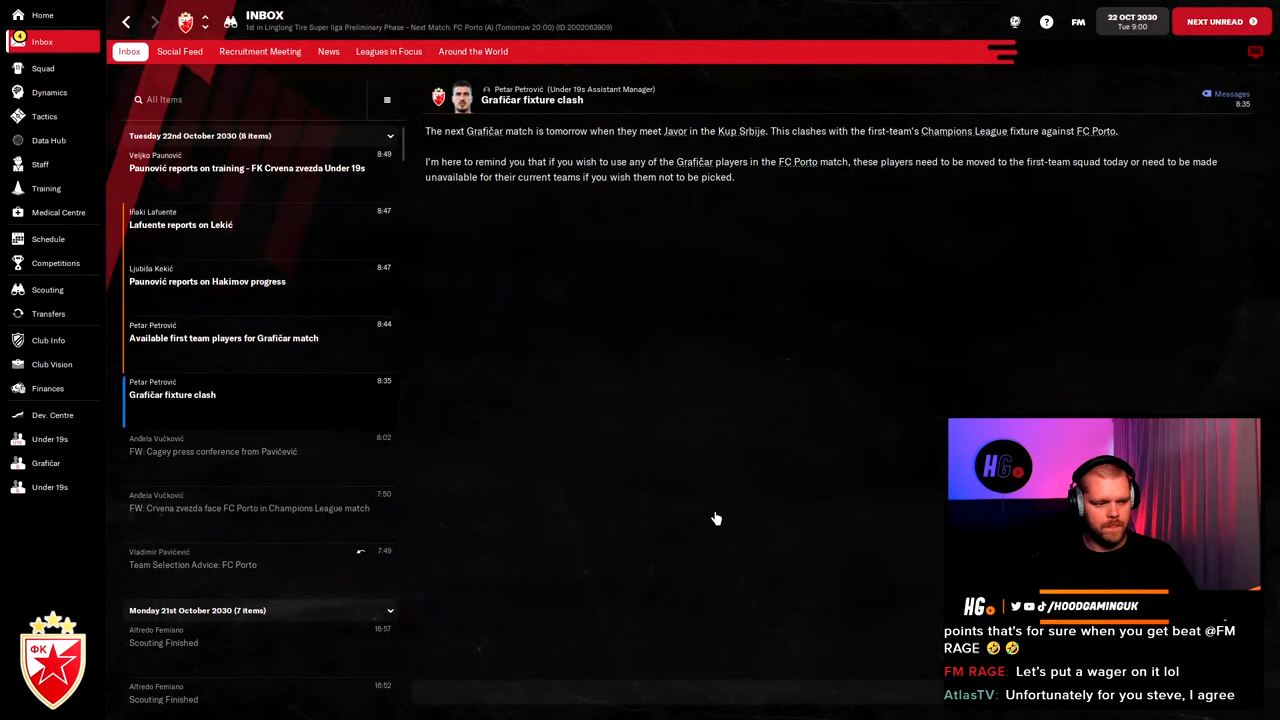 INBOX
1st in Linglong Tire Super liga Preliminary Phase - Next Match: FC Porto (A) (Tomorrow 20:00) (ID:2002063909)
FM
22 OCT 2030
Tue 9:00
NEXT UNREAD
Home
4
Inbox
Squad
Dynamics
Tactics
Data Hub
Staff
Training
Medical Centre
Schedule
Competitions
Scouting
Transfers
Club Info
Club Vision
Finances
Dev. Centre
Under 19s
Grafičar
Under 19s
ФК
Inbox
Social Feed
Recruitment Meeting
News
Leagues in Focus
Around the World
All Items
Tuesday 22nd October 2030 (8 items)
Veljko Paunović 8:49
Paunović reports on training - FK Crvena zvezda Under 19s
Iñaki Lafuente 8:47
Lafuente reports on Lekić
Ljubiša Kekić 8:47
Paunović reports on Hakimov progress
Petar Petrović 8:44
Available first team players for Grafičar match
Petar Petrović 8:35
Grafičar fixture clash
Anđela Vučković 8:02
FW: Cagey press conference from Pavićević
Anđela Vučković 7:50
FW: Crvena zvezda face FC Porto in Champions League match
Vladimir Pavićević 7:49
Team Selection Advice: FC Porto
Monday 21st October 2030 (7 items)
Alfredo Femiano 16:57
Scouting Finished
Alfredo Femiano 16:52
Scouting Finished
Petar Petrović (Under 19s Assistant Manager)
Grafičar fixture clash
Messages
8:35
The next Grafičar match is tomorrow when they meet Javor in the Kup Srbije. This clashes with the first-team's Champions League fixture against FC Porto.
I'm here to remind you that if you wish to use any of the Grafičar players in the FC Porto match, these players need to be moved to the first-team squad today or need to be made
unavailable for their current teams if you wish them not to be picked.
HG
HG /HOODGAMINGUK
points that's for sure when you get beat @FM
RAGE 🤣 🤣
FM RAGE: Let's put a wager on it lol
AtlasTV: Unfortunately for you steve, I agree